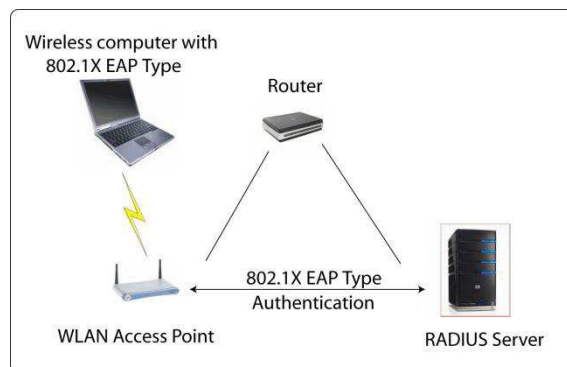 Wireless computer with
802.1X EAP Type
Router
802.1X EAP Type
Authentication
WLAN Access Point
RADIUS Server